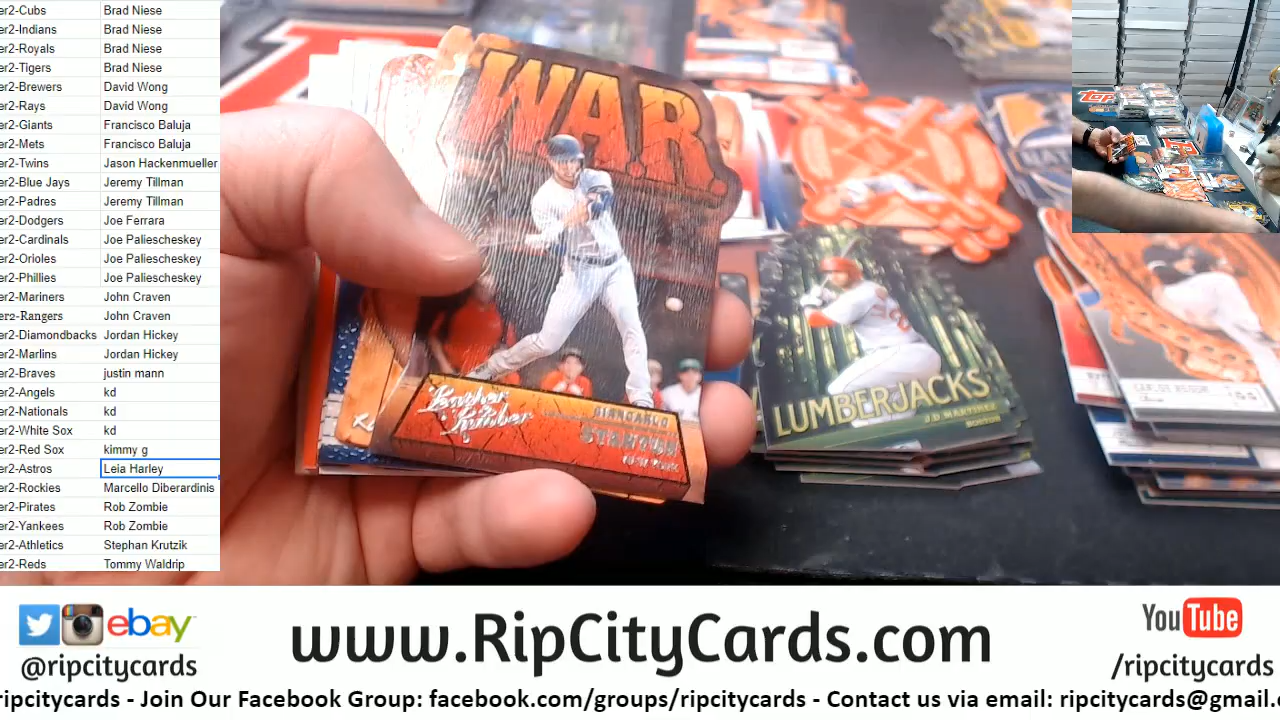 er2-Cubs Brad Niese
er2-Indians Brad Niese
er2-Royals Brad Niese
er2-Tigers Brad Niese
er2-Brewers David Wong
er2-Rays David Wong
er2-Giants Francisco Baluja
er2-Mets Francisco Baluja
er2-Twins Jason Hackenmueller
er2-Blue Jays Jeremy Tillman
er2-Padres Jeremy Tillman
er2-Dodgers Joe Ferrara
er2-Cardinals Joe Paliescheskey
er2-Orioles Joe Paliescheskey
er2-Phillies Joe Paliescheskey
er2-Mariners John Craven
er2-Rangers John Craven
er2-Diamondbacks Jordan Hickey
er2-Marlins Jordan Hickey
er2-Braves justin mann
er2-Angels kd
er2-Nationals kd
er2-White Sox kd
er2-Red Sox kimmy g
er2-Astros Leia Harley
er2-Rockies Marcello Diberardinis
er2-Pirates Rob Zombie
er2-Yankees Rob Zombie
er2-Athletics Stephan Krutzik
er2-Reds Tommy Waldrip
W.A.R.
Leather & Lumber
GIANCARLO
STANTON
NEW YORK
LUMBERJACKS
J.D. MARTINEZ
BOSTON
ebay
@ripcitycards
www.RipCityCards.com
YouTube
/ripcitycards
ripcitycards - Join Our Facebook Group: facebook.com/groups/ripcitycards - Contact us via email: ripcitycards@gmail.c